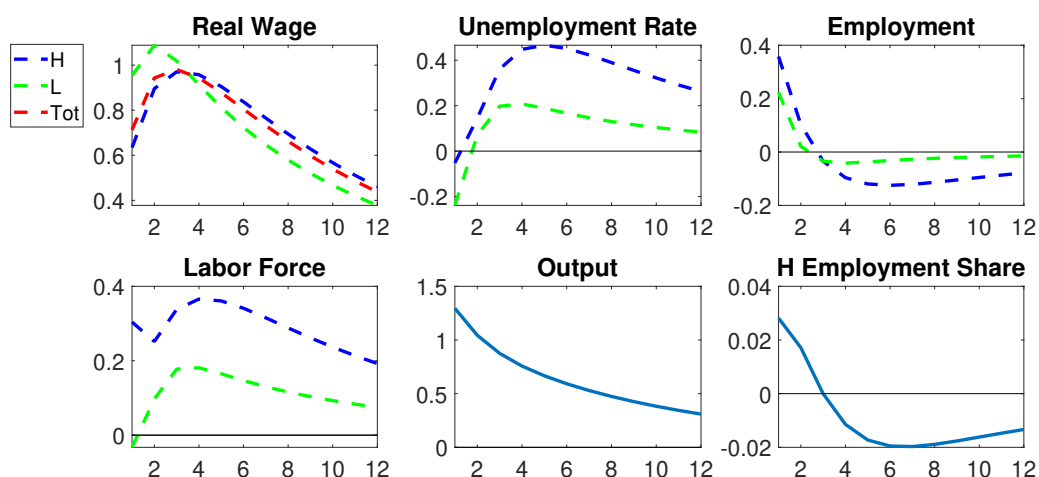 Real Wage
Unemployment Rate
Employment
H
L
Tot
1
0.8
0.6
0.4
2 4 6 8 10 12
0.4
0.2
0
-0.2
2 4 6 8 10 12
0.4
0.2
0
-0.2
2 4 6 8 10 12
Labor Force
Output
H Employment Share
0.4
0.2
0
2 4 6 8 10 12
1.5
1
0.5
0
2 4 6 8 10 12
0.04
0.02
0
-0.02
2 4 6 8 10 12